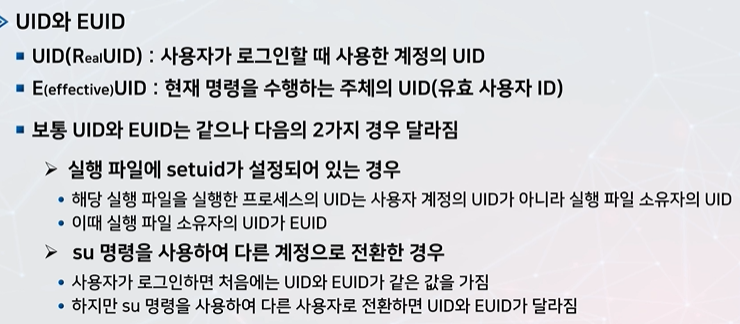 UID와 EUID
▪ UID(RealUID) : 사용자가 로그인할 때 사용한 계정의 UID
▪ E(effective)UID : 현재 명령을 수행하는 주체의 UID(유효 사용자 ID)
▪ 보통 UID와 EUID는 같으나 다음의 2가지 경우 달라짐
➢ 실행 파일에 setuid가 설정되어 있는 경우
• 해당 실행 파일을 실행한 프로세스의 UID는 사용자 계정의 UID가 아니라 실행 파일 소유자의 UID
• 이때 실행 파일 소유자의 UID가 EUID
➢ su 명령을 사용하여 다른 계정으로 전환한 경우
• 사용자가 로그인하면 처음에는 UID와 EUID가 같은 값을 가짐
• 하지만 su 명령을 사용하여 다른 사용자로 전환하면 UID와 EUID가 달라짐